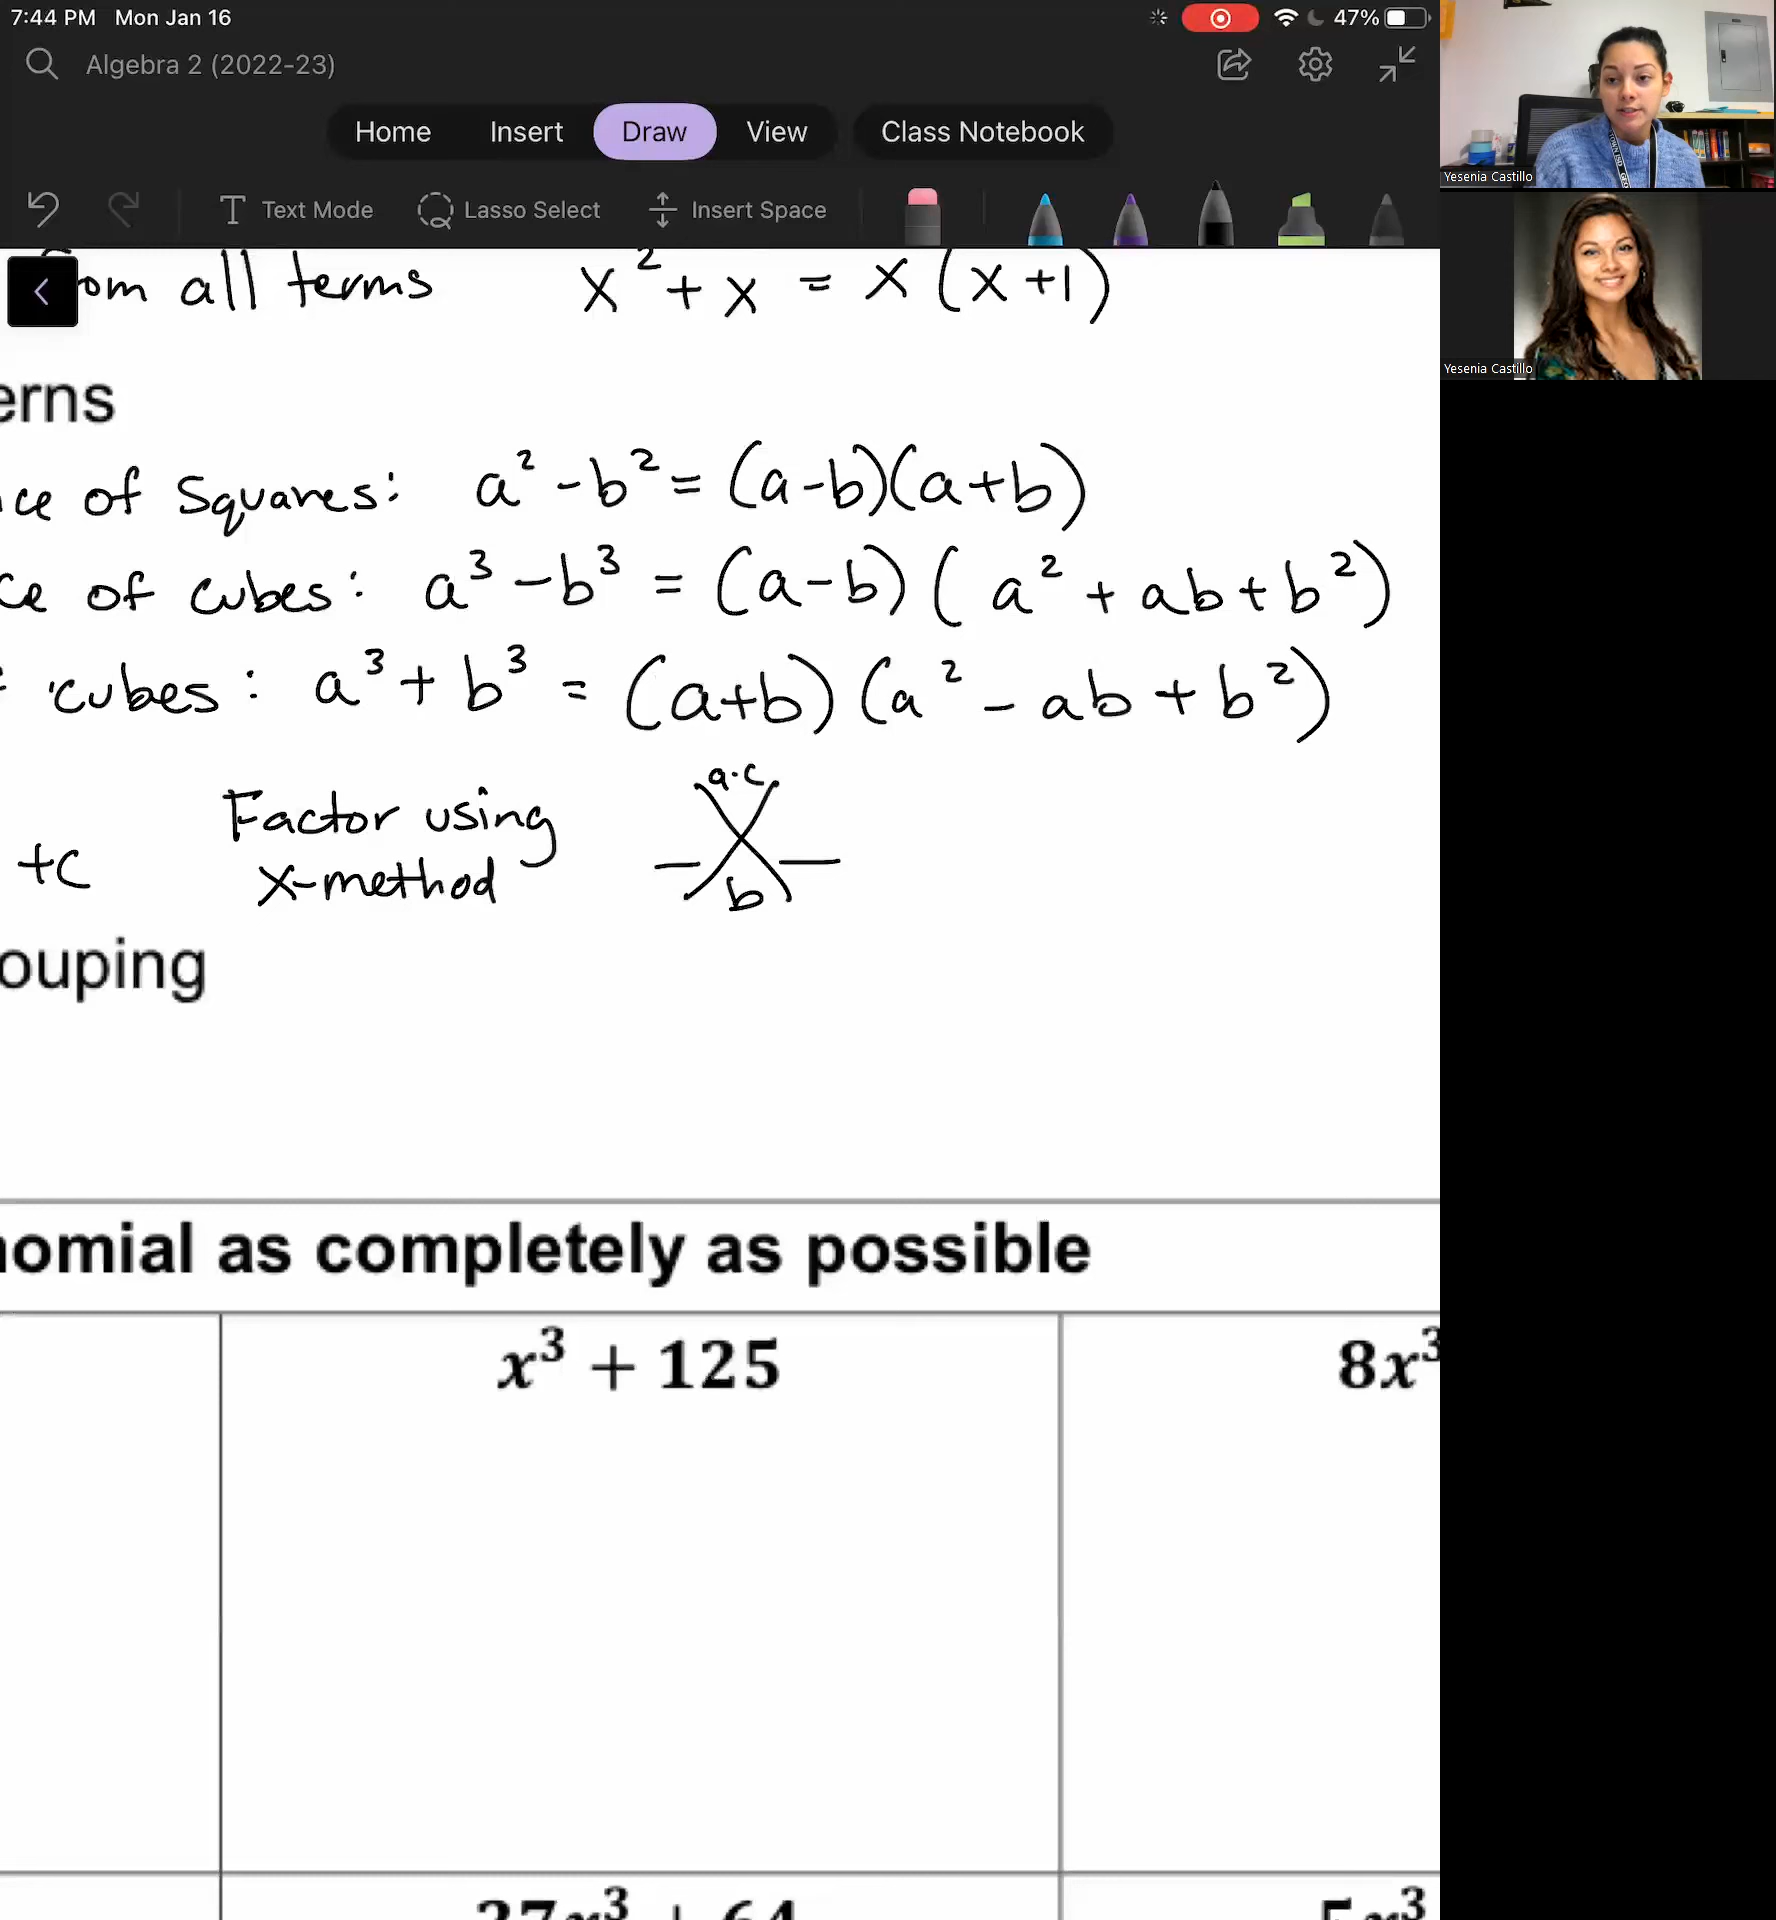 7:44 PM Mon Jan 16
47%
Algebra 2 (2022-23)
Home Insert Draw View Class Notebook
Text Mode Lasso Select Insert Space
Yesenia Castillo
Yesenia Castillo
om all terms x² + x = x (x+1)
erns
ce of Squares: a² - b² = (a-b)(a+b)
ce of cubes: a³ - b³ = (a-b) (a² + ab + b²)
cubes: a³ + b³ = (a+b) (a² - ab + b²)
a·c
Factor using
+c
x-method
b
ouping
omial as completely as possible
x³ + 125
8x³
27x³ + 64
5x³